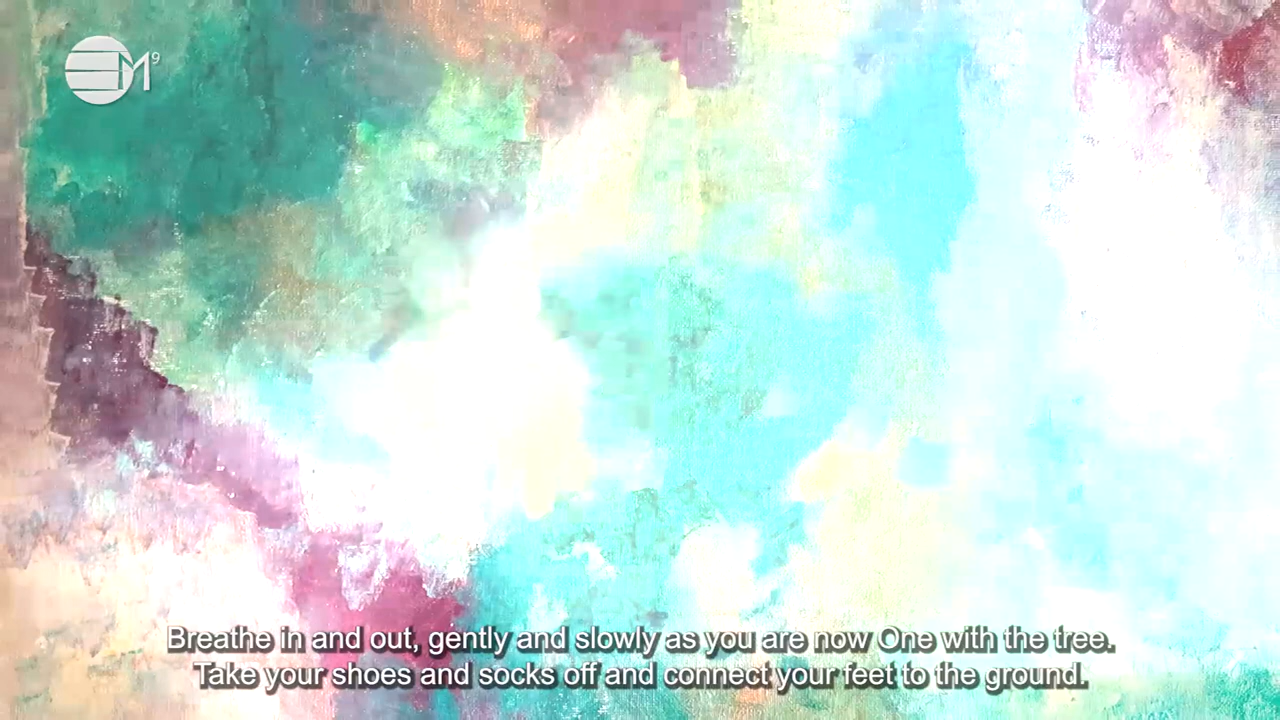 M9
Breathe in and out, gently and slowly as you are now One with the tree.
Take your shoes and socks off and connect your feet to the ground.